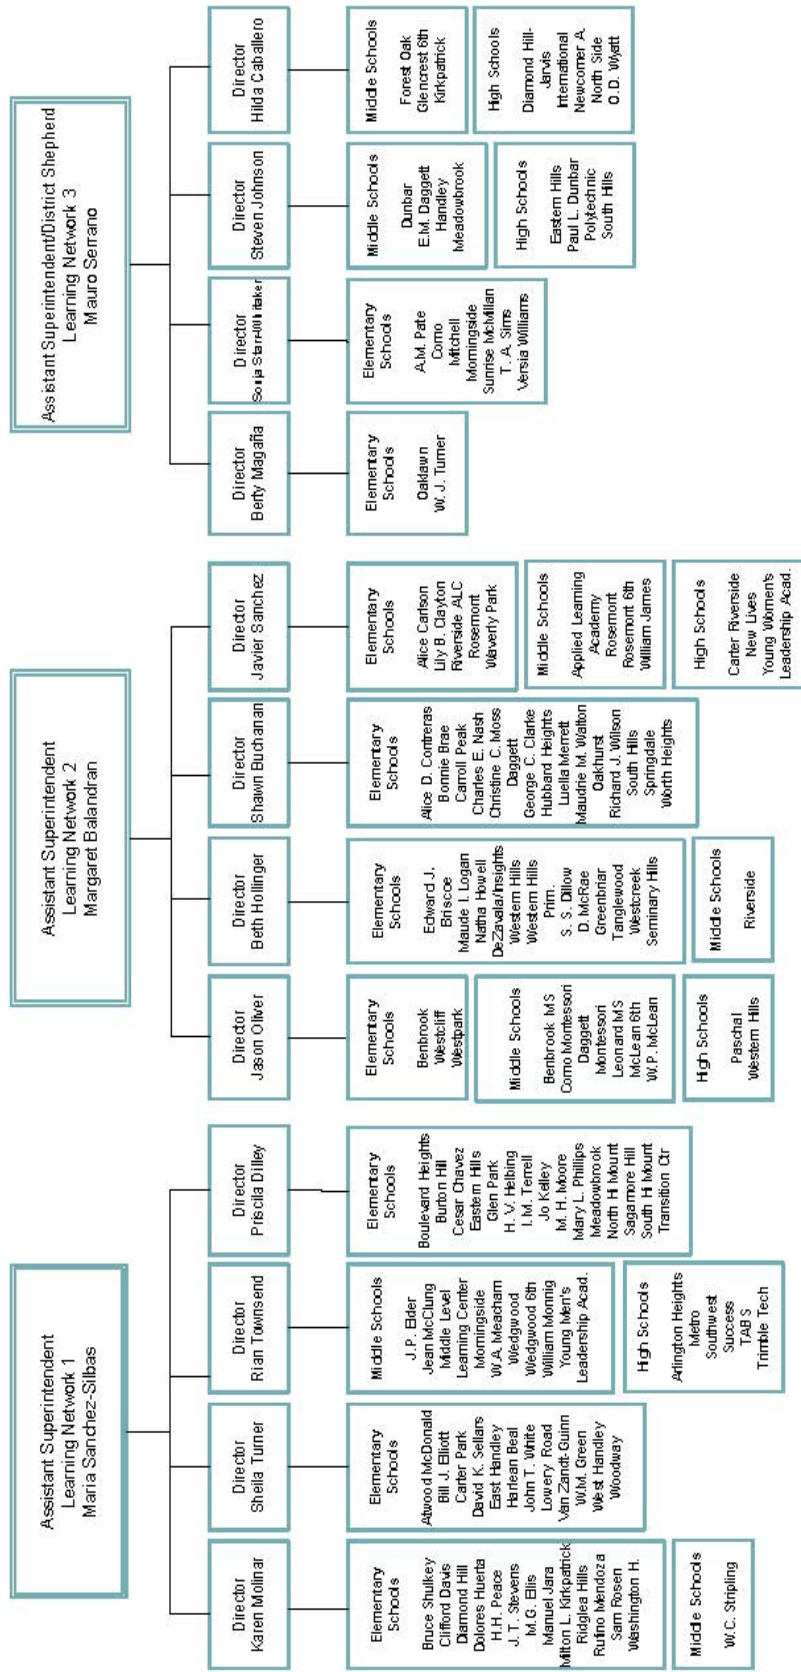 Assistant Superintendent
Learning Network 1
Maria Sanchez-Silbas
Director
Karen Molinar
Elementary
Schools
Bruce Shulkey
Clifford Davis
Diamond Hill
Dolores Huerta
H.H. Peace
J. T. Stevens
M.G. Ellis
Manuel Jara
Milton L. Kirkpatrick
Ridglea Hills
Rufino Mendoza
Sam Rosen
Washington H.
Middle Schools
W.C. Stripling
Director
Sheila Turner
Elementary
Schools
Atwood McDonald
Bill J. Elliott
Carter Park
David K. Sellars
East Handley
Harlean Beal
John T. White
Lowery Road
Van Zandt-Guinn
W.M. Green
West Handley
Woodway
Director
Rian Townsend
Middle Schools
J.P. Elder
Jean McClung
Middle Level
Learning Center
Morningside
W.A. Meacham
Wedgwood
Wedgwood 6th
William Monnig
Young Men's
Leadership Acad.
High Schools
Arlington Heights
Metro
Southwest
Success
TABS
Trimble Tech
Director
Priscila Dilley
Elementary
Schools
Boulevard Heights
Burton Hill
Cesar Chavez
Eastern Hills
Glen Park
H. V. Helbing
I. M. Terrell
Jo Kelley
M. H. Moore
Mary L. Phillips
Meadowbrook
North Hi Mount
Sagamore Hill
South Hi Mount
Transition Ctr
Assistant Superintendent
Learning Network 2
Margaret Balandran
Director
Jason Oliver
Elementary
Schools
Benbrook
Westcliff
Westpark
Middle Schools
Benbrook MS
Como Montessori
Daggett
Montessori
Leonard MS
McLean 6th
W.P. McLean
High Schools
Paschal
Western Hills
Director
Beth Hollinger
Elementary
Schools
Edward J.
Briscoe
Maude I. Logan
Natha Howell
DeZavala/Insights
Western Hills
Western Hills
Prim.
S. S. Dillow
D. McRae
Greenbriar
Tanglewood
Westcreek
Seminary Hills
Middle Schools
Riverside
Director
Shawn Buchanan
Elementary
Schools
Alice D. Contreras
Bonnie Brae
Carroll Peak
Charles E. Nash
Christine C. Moss
Daggett
George C. Clarke
Hubbard Heights
Luella Merrett
Maudrie M. Walton
Oakhurst
Richard J. Wilson
South Hills
Springdale
Worth Heights
Director
Javier Sanchez
Elementary
Schools
Alice Carlson
Lily B. Clayton
Riverside ALC
Rosemont
Waverly Park
Middle Schools
Applied Learning
Academy
Rosemont
Rosemont 6th
William James
High Schools
Carter Riverside
New Lives
Young Women's
Leadership Acad.
Assistant Superintendent/District Shepherd
Learning Network 3
Mauro Serrano
Director
Berty Magaña
Elementary
Schools
Oaklawn
W. J. Turner
Director
Sonja Starr-Whitaker
Elementary
Schools
A.M. Pate
Como
Mitchell
Morningside
Sunrise McMillan
T. A. Sims
Versia Williams
Director
Steven Johnson
Middle Schools
Dunbar
E.M. Daggett
Handley
Meadowbrook
High Schools
Eastern Hills
Paul L. Dunbar
Polytechnic
South Hills
Director
Hilda Caballero
Middle Schools
Forest Oak
Glencrest 6th
Kirkpatrick
High Schools
Diamond Hill-
Jarvis
International
Newcomer A.
North Side
O.D. Wyatt